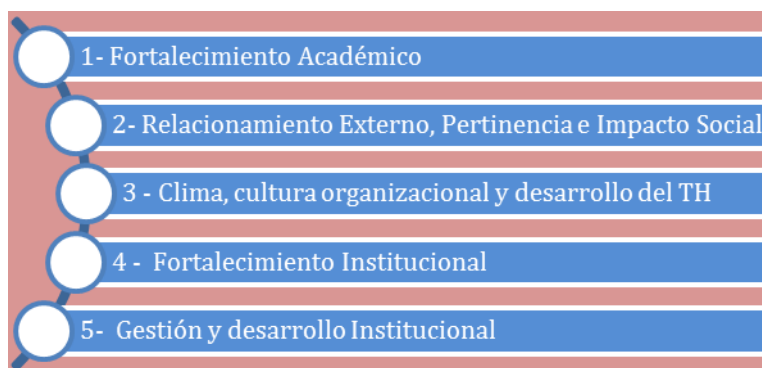 1- Fortalecimiento Académico
2- Relacionamiento Externo, Pertinencia e Impacto Social
3 - Clima, cultura organizacional y desarrollo del TH
4 - Fortalecimiento Institucional
5- Gestión y desarrollo Institucional